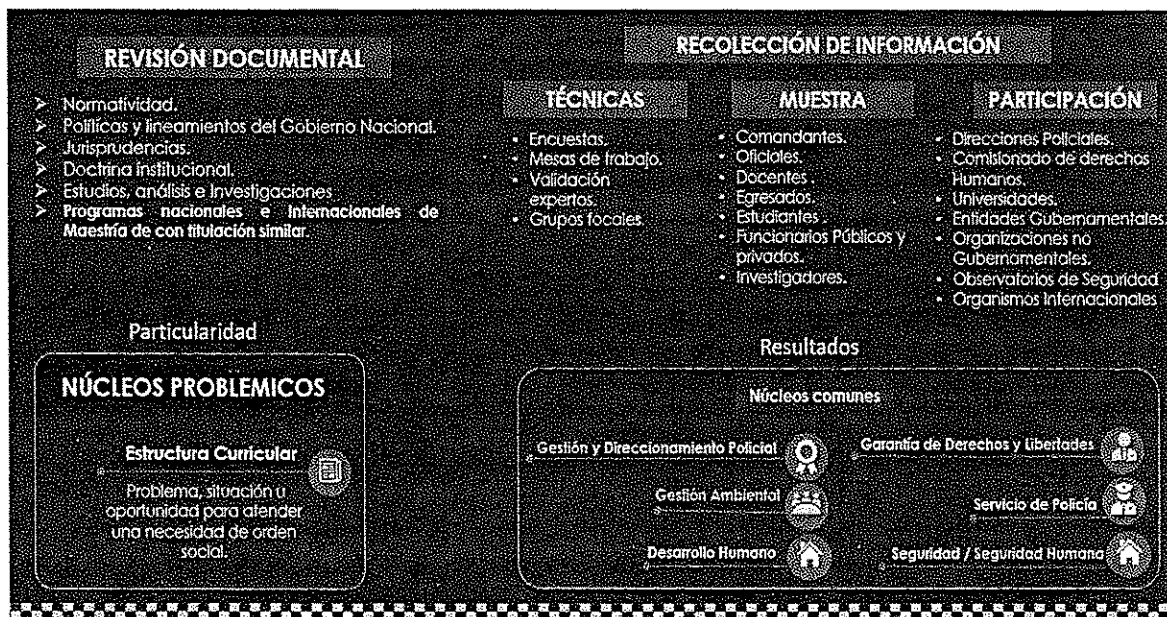 REVISIÓN DOCUMENTAL
➢ Normatividad.
➢ Políticas y lineamientos del Gobierno Nacional.
➢ Jurisprudencias.
➢ Doctrina institucional.
➢ Estudios, análisis e Investigaciones
➢ Programas nacionales e Internacionales de
Maestría de con titulación similar.
RECOLECCIÓN DE INFORMACIÓN
TÉCNICAS
• Encuestas.
• Mesas de trabajo.
• Validación
expertos.
• Grupos focales
MUESTRA
• Comandantes.
• Oficiales.
• Docentes
• Egresados.
• Estudiantes
• Funcionarios Públicos y
privados.
• Investigadores.
PARTICIPACIÓN
• Direcciones Policiales.
• Comisionado de derechos
Humanos.
• Universidades.
• Entidades Gubernamentales.
• Organizaciones no
Gubernamentales.
• Observatorios de Seguridad
• Organismos Internacionales
Particularidad
NÚCLEOS PROBLEMICOS
Estructura Curricular
Problema, situación u
oportunidad para atender
una necesidad de orden
social.
Resultados
Núcleos comunes
Gestión y Direccionamiento Policial
Garantía de Derechos y Libertades
Gestión Ambiental
Servicio de Policía
Desarrollo Humano
Seguridad / Seguridad Humana